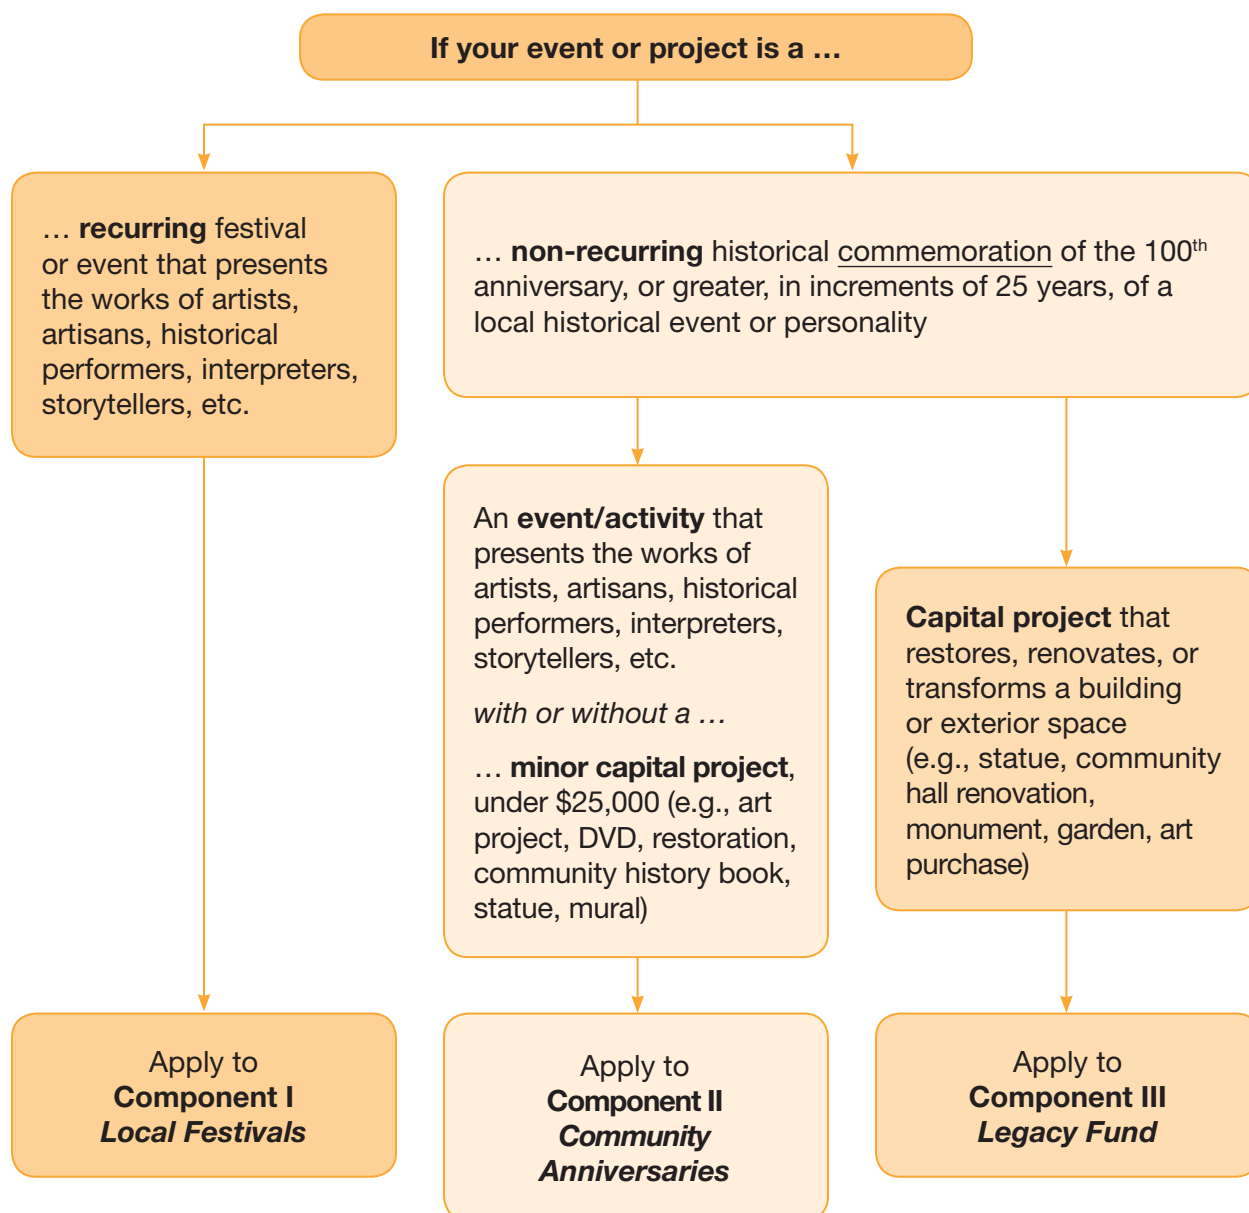 If your event or project is a …
… recurring festival
or event that presents
the works of artists,
artisans, historical
performers, interpreters,
storytellers, etc.
… non-recurring historical commemoration of the 100th
anniversary, or greater, in increments of 25 years, of a
local historical event or personality
An event/activity that
presents the works of
artists, artisans, historical
performers, interpreters,
storytellers, etc.
with or without a …
… minor capital project,
under $25,000 (e.g., art
project, DVD, restoration,
community history book,
statue, mural)
Capital project that
restores, renovates, or
transforms a building
or exterior space
(e.g., statue, community
hall renovation,
monument, garden, art
purchase)
Apply to
Component I
Local Festivals
Apply to
Component II
Community
Anniversaries
Apply to
Component III
Legacy Fund